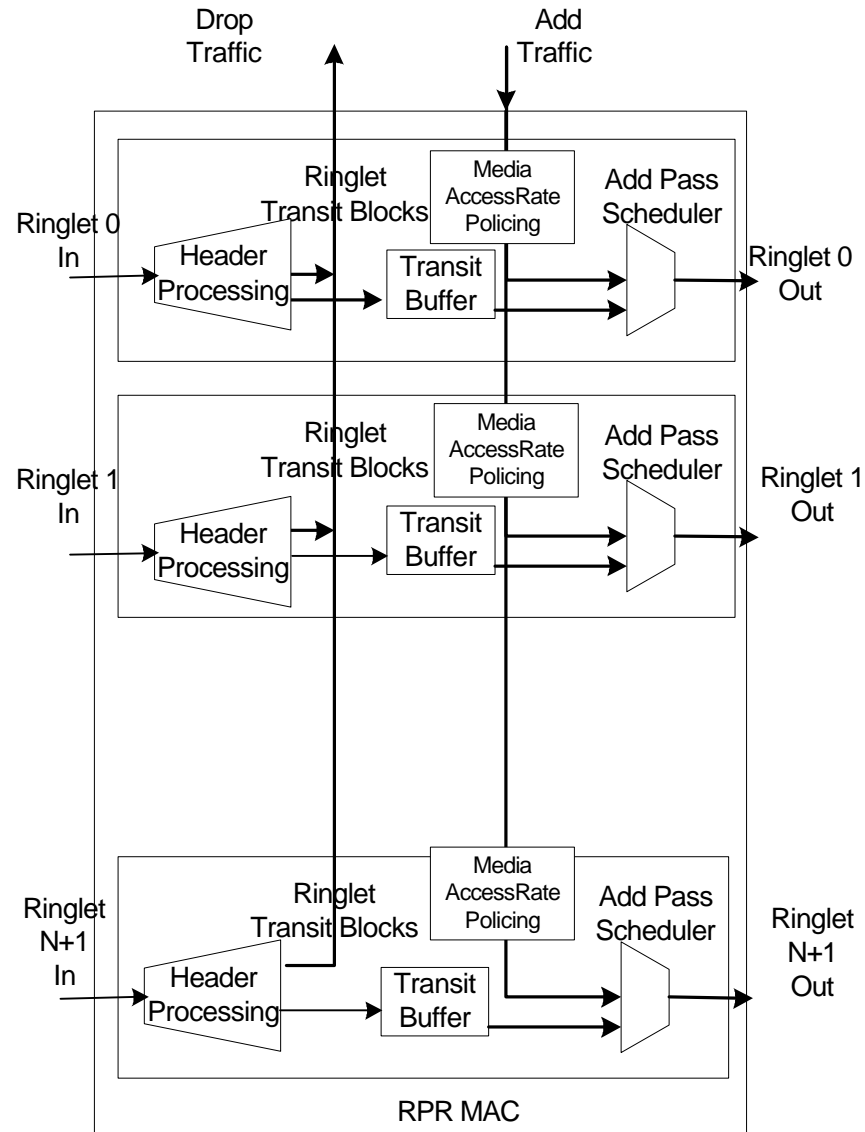 Drop
Traffic
Add
Traffic
Ringlet 0
In
Ringlet
Transit Blocks
Header
Processing
Transit
Buffer
Media
AccessRate
Policing
Add Pass
Scheduler
Ringlet 0
Out
Ringlet 1
In
Ringlet
Transit Blocks
Header
Processing
Transit
Buffer
Media
AccessRate
Policing
Add Pass
Scheduler
Ringlet 1
Out
Ringlet
N+1
In
Ringlet
Transit Blocks
Header
Processing
Transit
Buffer
Media
AccessRate
Policing
Add Pass
Scheduler
Ringlet
N+1
Out
RPR MAC